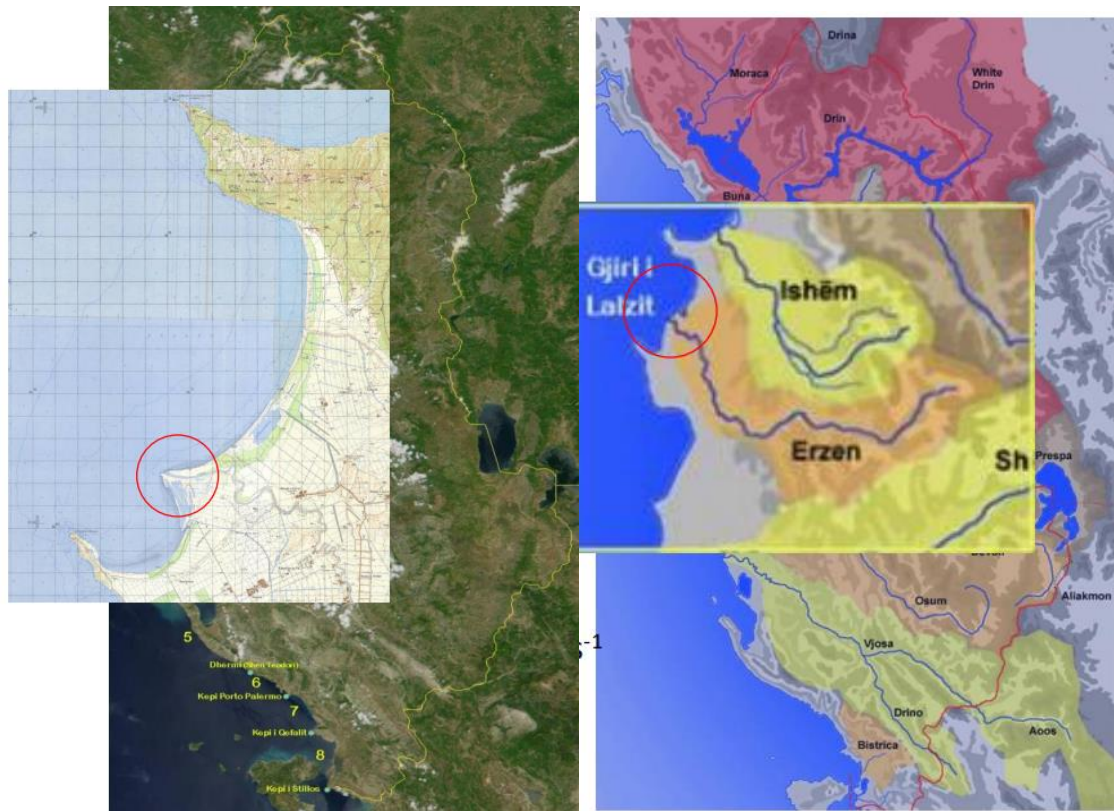 5
Dhermi (Shen Teodori)
6
Kepi Porto Palermo
7
Kepi i Qefalit
8
Kepi i Stillos
s-1
Drina
Moraca
White
Drin
Drin
Buna
Gjiri i
Lalzit
Ishëm
Erzen
Sh
Prespa
Osum
Aliakmon
Vjosa
Drino
Aoos
Bistrica